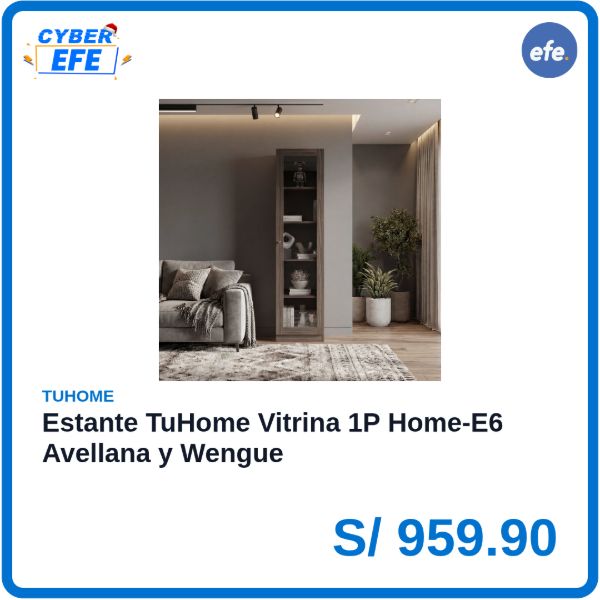 CYBER
EFE
efe.
TUHOME
Estante TuHome Vitrina 1P Home-E6
Avellana y Wengue
S/ 959.90